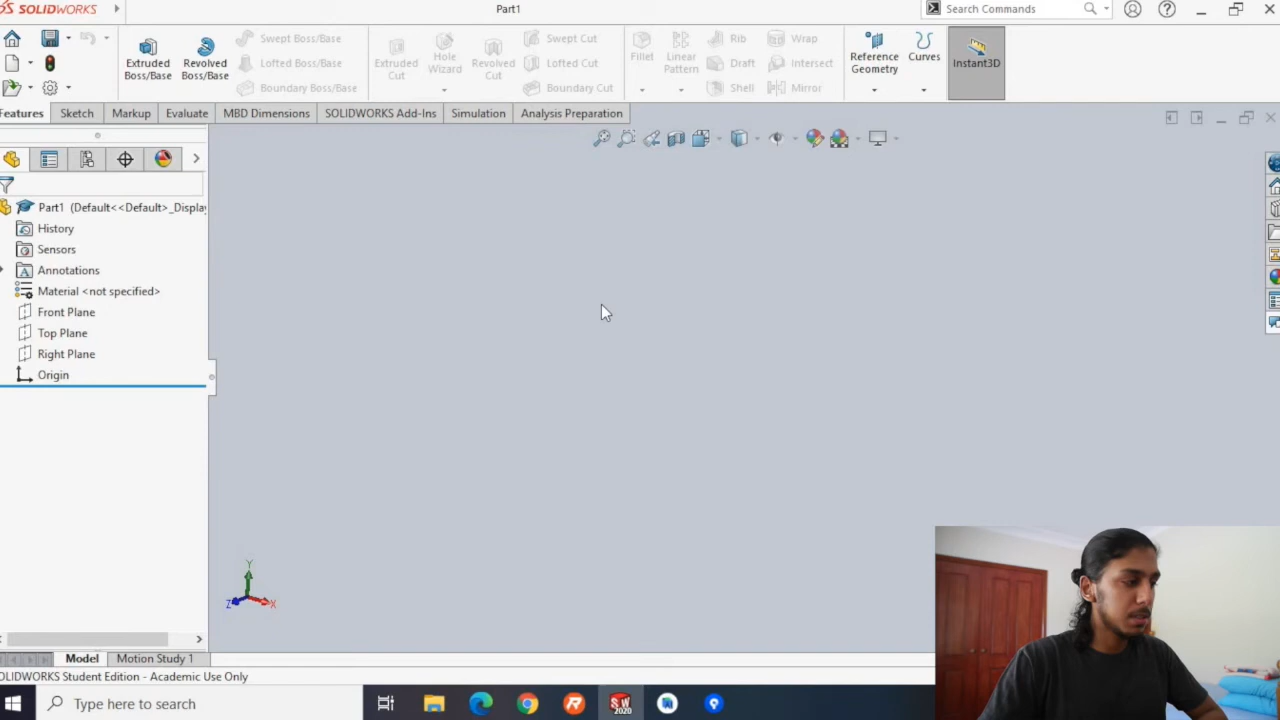 SOLIDWORKS
Part1
Search Commands
Extruded Boss/Base
Revolved Boss/Base
Swept Boss/Base
Lofted Boss/Base
Boundary Boss/Base
Extruded Cut
Hole Wizard
Revolved Cut
Swept Cut
Lofted Cut
Boundary Cut
Fillet
Linear Pattern
Rib
Draft
Shell
Wrap
Intersect
Mirror
Reference Geometry
Curves
Instant3D
Features
Sketch
Markup
Evaluate
MBD Dimensions
SOLIDWORKS Add-Ins
Simulation
Analysis Preparation
Part1 (Default<<Default>_Displa
History
Sensors
A Annotations
Material <not specified>
Front Plane
Top Plane
Right Plane
Origin
Y
Z
X
Model
Motion Study 1
OLIDWORKS Student Edition - Academic Use Only
Type here to search
SW 2020